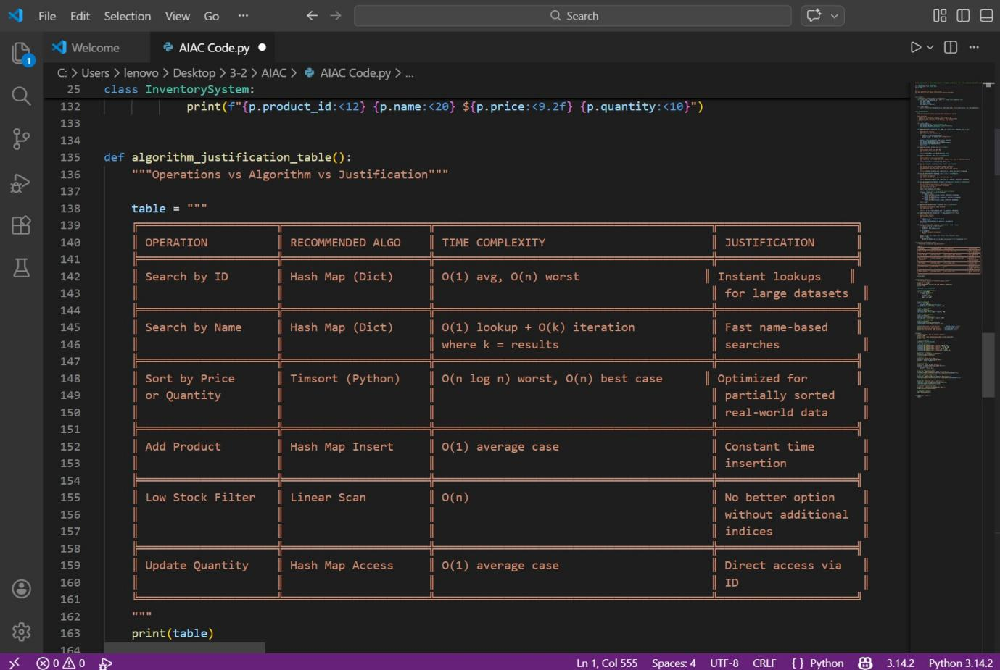 File Edit Selection View Go ··· Search
1
Welcome AIAC Code.py
C: > Users > lenovo > Desktop > 3-2 > AIAC > AIAC Code.py > ...
25 class InventorySystem:
132 print(f"{p.product_id:<12} {p.name:<20} ${p.price:<9.2f} {p.quantity:<10}")
133
134
135 def algorithm_justification_table():
136 """Operations vs Algorithm vs Justification"""
137
138 table = """
139
140 OPERATION RECOMMENDED ALGO TIME COMPLEXITY JUSTIFICATION
141
142 Search by ID Hash Map (Dict) O(1) avg, O(n) worst Instant lookups
143 for large datasets
144
145 Search by Name Hash Map (Dict) O(1) lookup + O(k) iteration Fast name-based
146 where k = results searches
147
148 Sort by Price Timsort (Python) O(n log n) worst, O(n) best case Optimized for
149 or Quantity partially sorted
150 real-world data
151
152 Add Product Hash Map Insert O(1) average case Constant time
153 insertion
154
155 Low Stock Filter Linear Scan O(n) No better option
156 without additional
157 indices
158
159 Update Quantity Hash Map Access O(1) average case Direct access via
160 ID
161
162 """
163 print(table)
164
0 0 Ln 1, Col 555 Spaces: 4 UTF-8 CRLF { } Python 3.14.2 Python 3.14.2